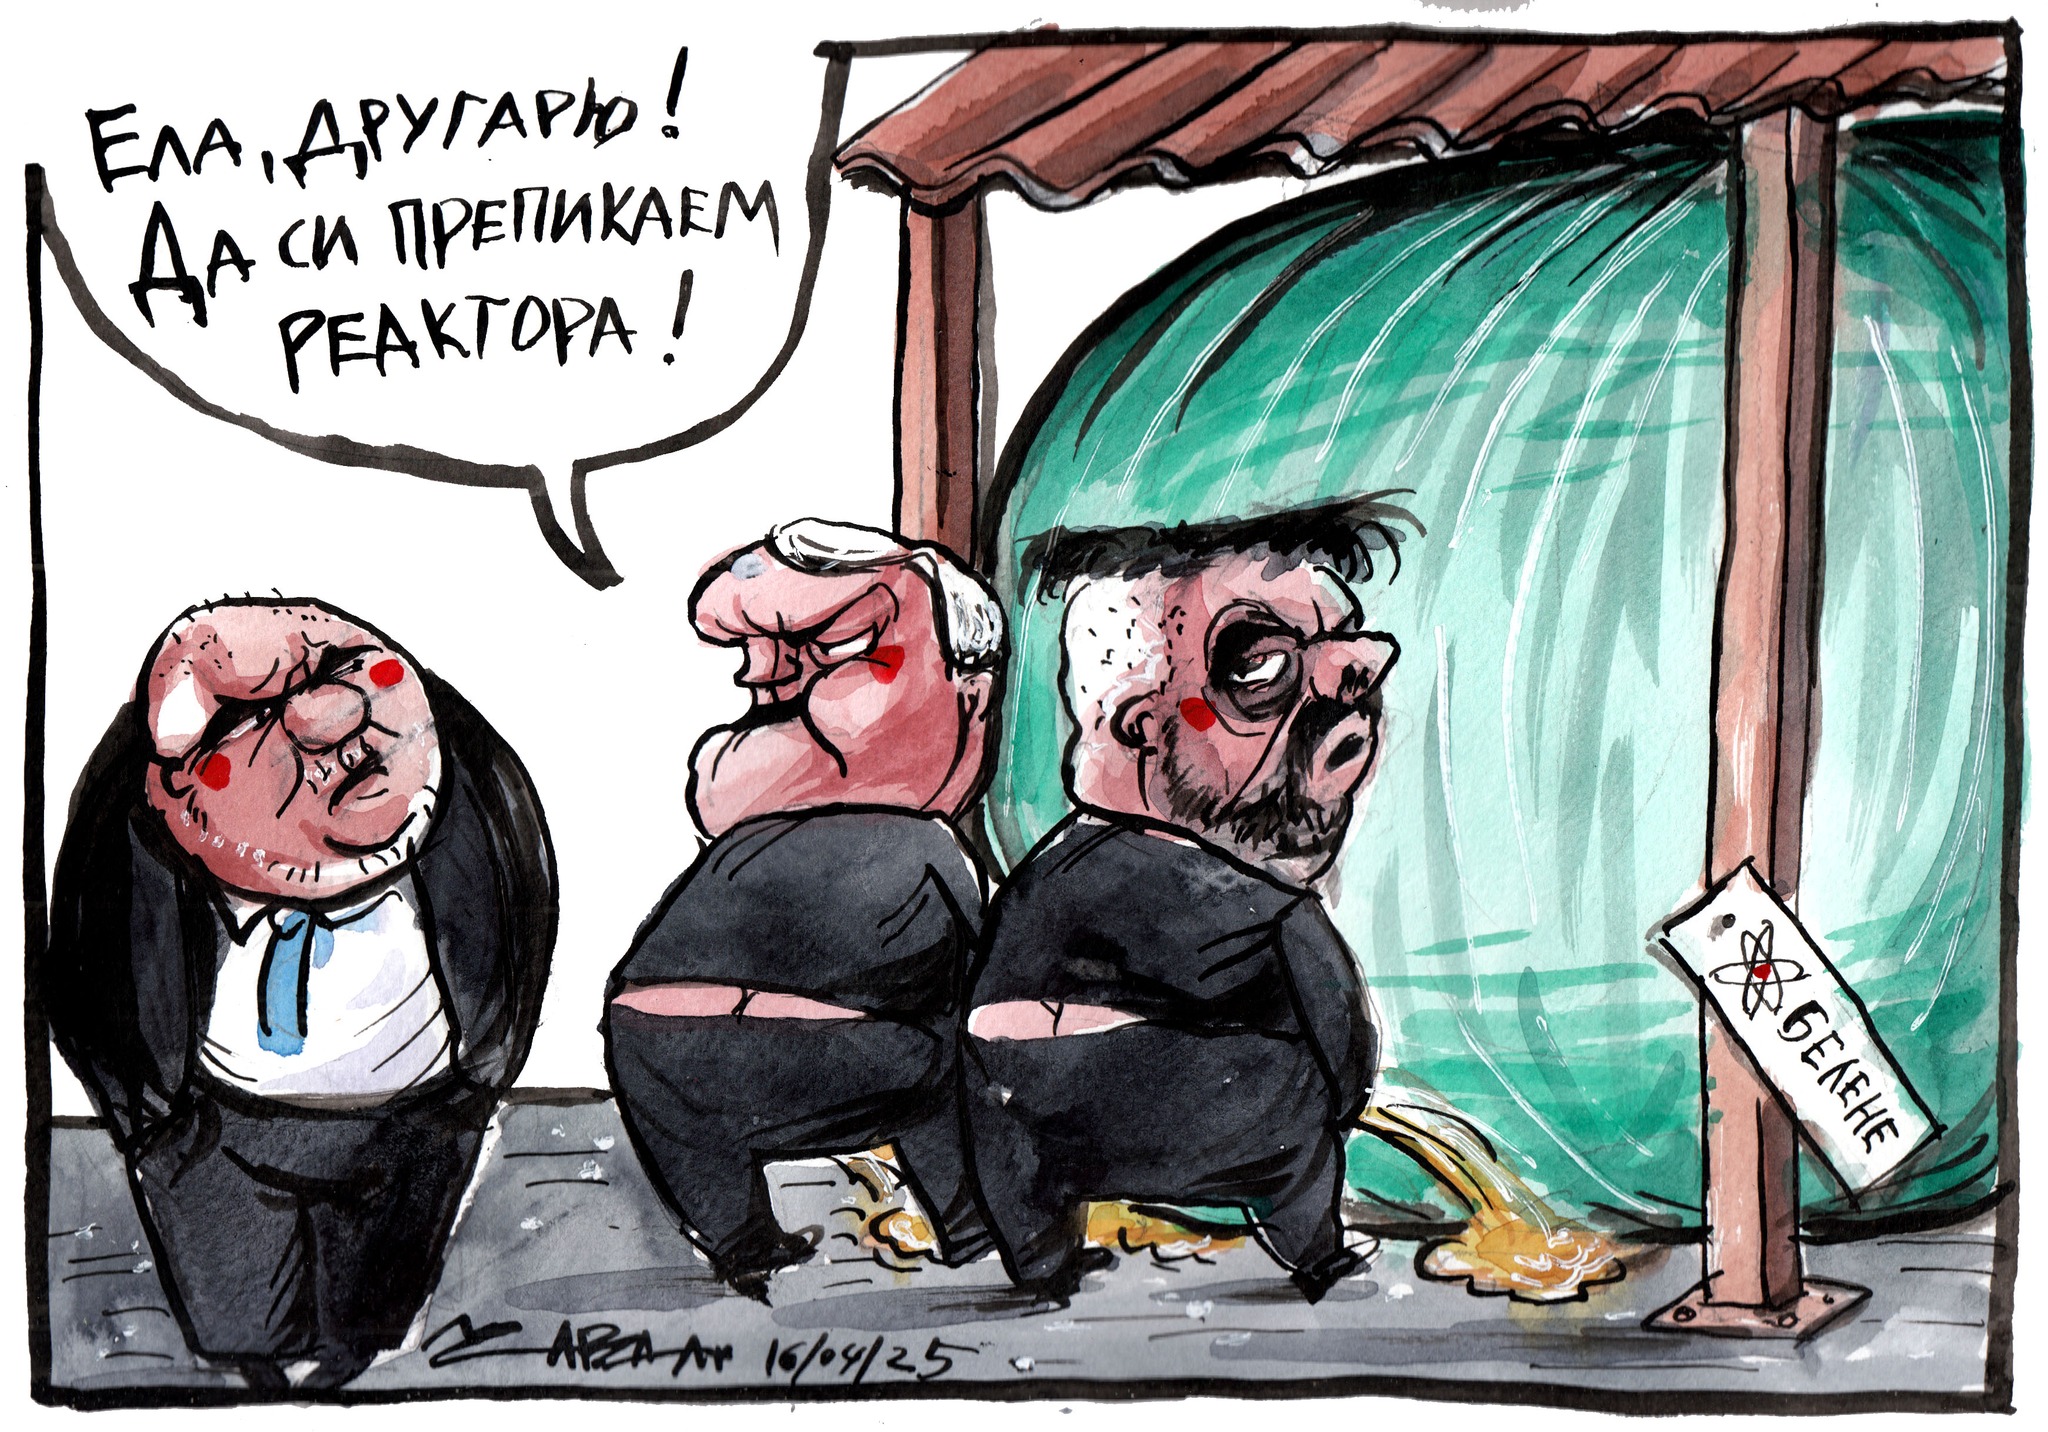 ЕЛА, ДРУГАРЮ!
ДА СИ ПРЕПИКАЕМ
РЕАКТОРА!
БЕЛЕНЕ
16/04/25